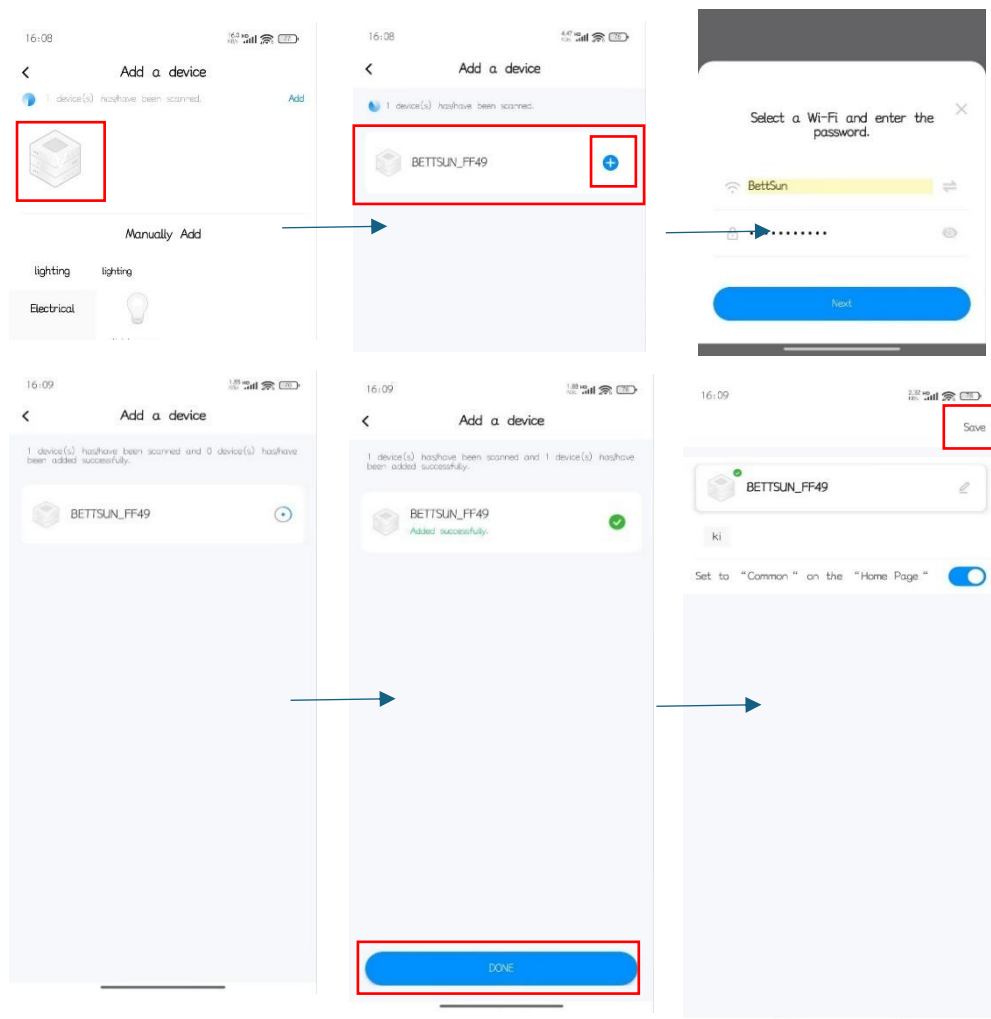 16:08
Add a device
1 device(s) has/have been scanned.
Add
Manually Add
lighting
lighting
Electrical
16:08
Add a device
1 device(s) has/have been scanned.
BETTSUN_FF49
Select a Wi-Fi and enter the
password.
BettSun
Next
16:09
Add a device
1 device(s) has/have been scanned and 0 device(s) has/have
been added successfully.
BETTSUN_FF49
16:09
Add a device
1 device(s) has/have been scanned and 1 device(s) has/have
been added successfully.
BETTSUN_FF49
Added successfully.
DONE
16:09
Save
BETTSUN_FF49
ki
Set to "Common" on the "Home Page"